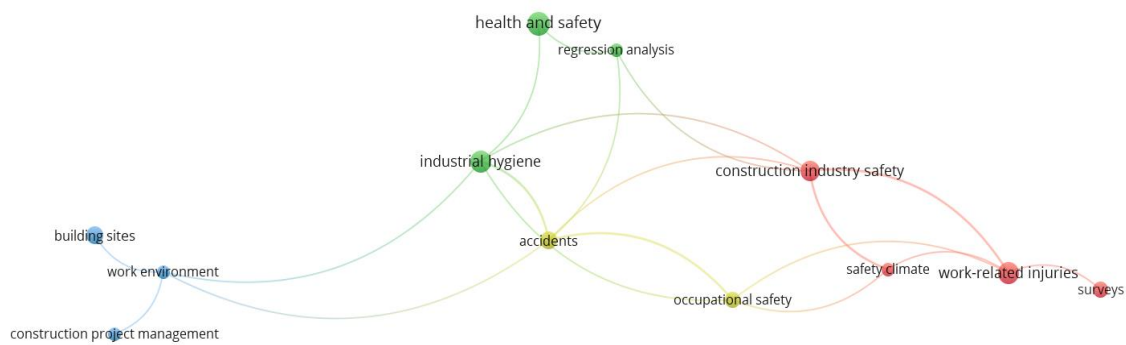 health and safety
regression analysis
industrial hygiene
construction industry safety
building sites
accidents
work environment
safety climate
work-related injuries
surveys
occupational safety
construction project management